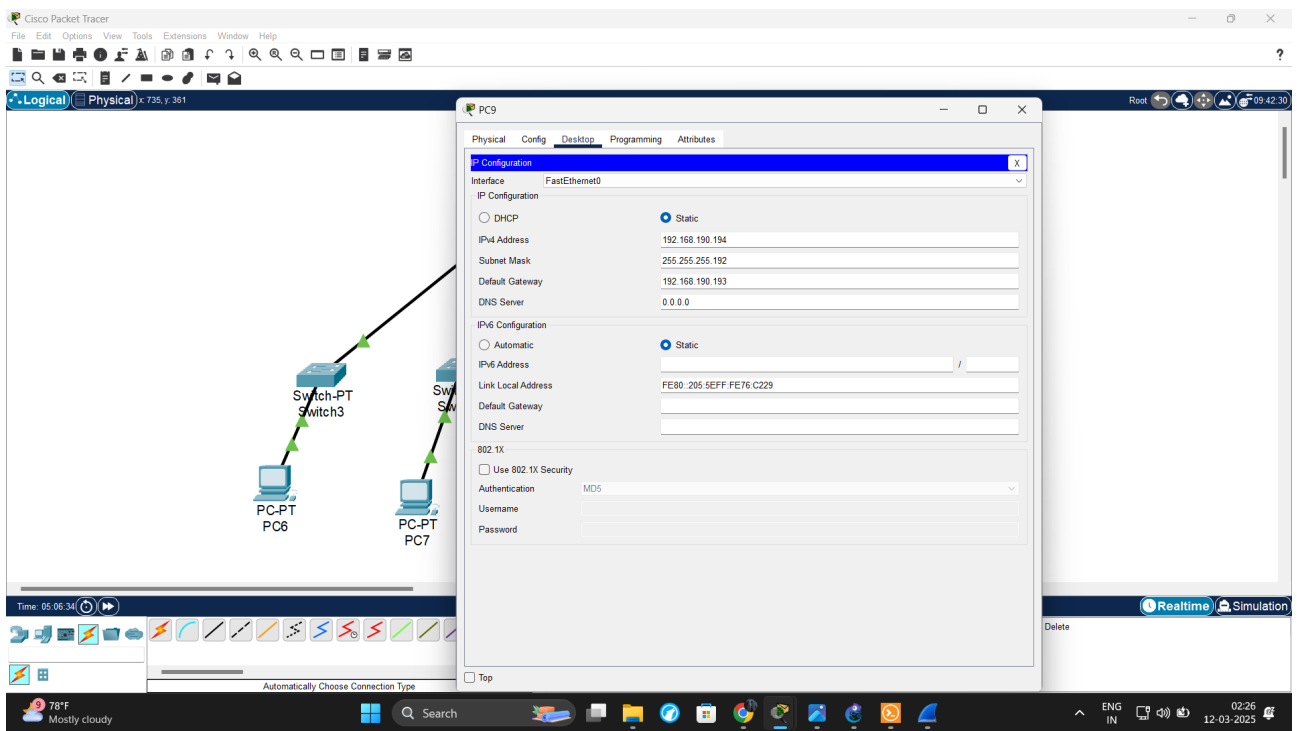 Cisco Packet Tracer
File Edit Options View Tools Extensions Window Help
?
Logical Physical x: 735, y: 361
Root 09:42:30
PC9
Physical Config Desktop Programming Attributes
IP Configuration X
Interface FastEthernet0
IP Configuration
DHCP Static
IPv4 Address 192.168.190.194
Subnet Mask 255.255.255.192
Default Gateway 192.168.190.193
DNS Server 0.0.0.0
IPv6 Configuration
Automatic Static
IPv6 Address /
Link Local Address FE80::205:5EFF:FE76:C229
Default Gateway
DNS Server
802.1X
Use 802.1X Security
Authentication MD5
Username
Password
Top
Switch-PT
Switch3
Swi
Sw
PC-PT
PC6
PC-PT
PC7
Time: 05:06:34
Realtime Simulation
Delete
Automatically Choose Connection Type
9
78°F
Mostly cloudy
Search
ENG
IN
02:26
12-03-2025